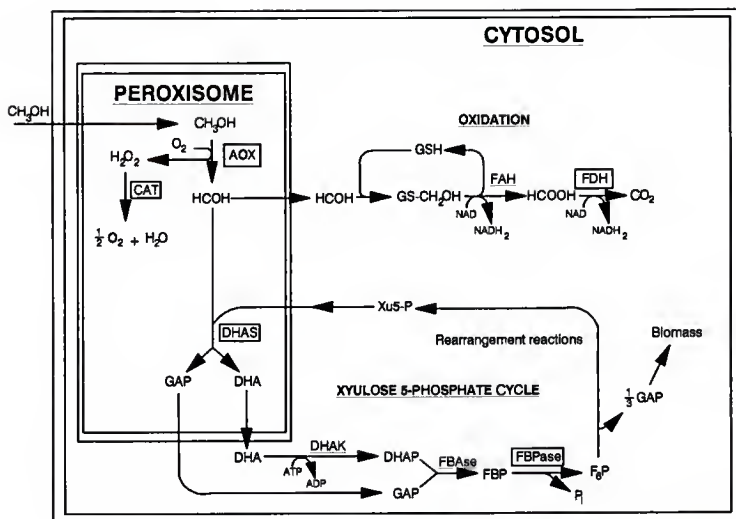 CYTOSOL
PEROXISOME
CH3OH
CH3OH
OXIDATION
O2
H2O2
AOX
GSH
CAT
HCOH
HCOH
GS-CH2OH
FAH
HCOOH
FDH
CO2
NAD
NADH2
NAD
NADH2
1/2 O2 + H2O
Xu5-P
DHAS
Rearrangement reactions
Biomass
GAP
DHA
XYULOSE 5-PHOSPHATE CYCLE
1/3 GAP
DHA
DHAK
DHAP
FBAse
FBP
FBPase
F6P
ATP
ADP
GAP
Pi